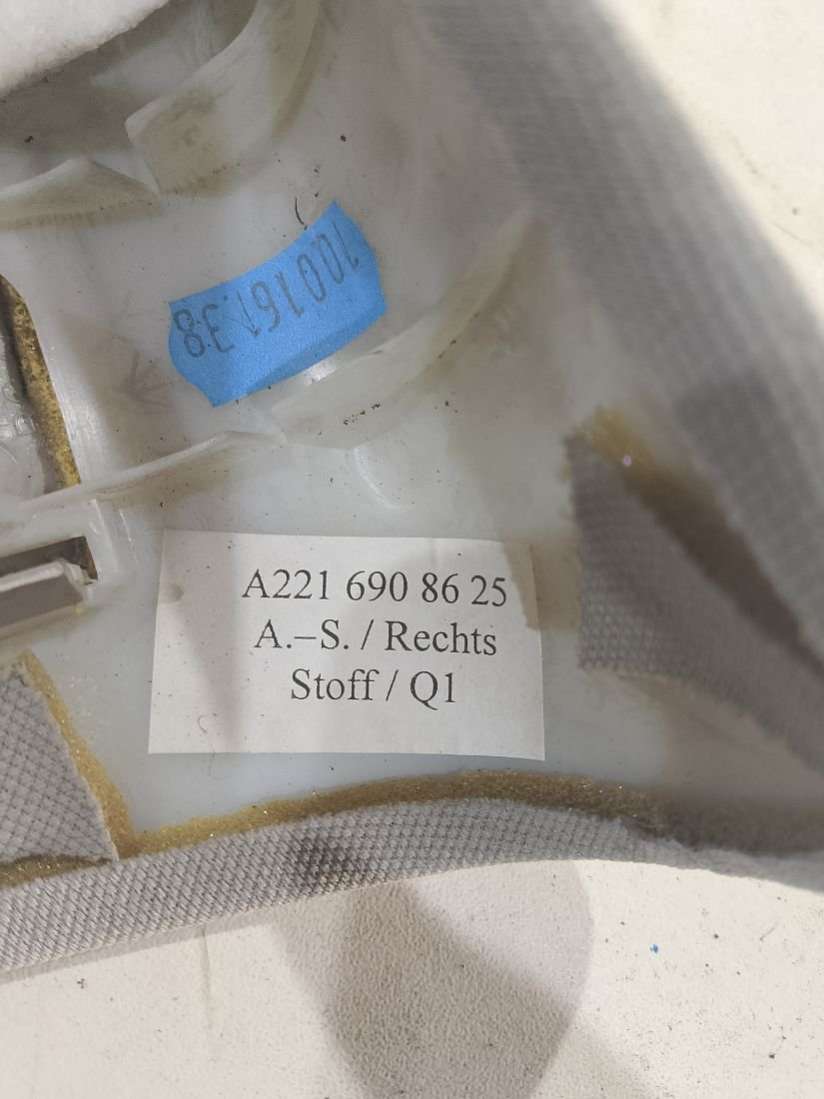 A221 690 86 25
A.–S. / Rechts
Stoff / Q1